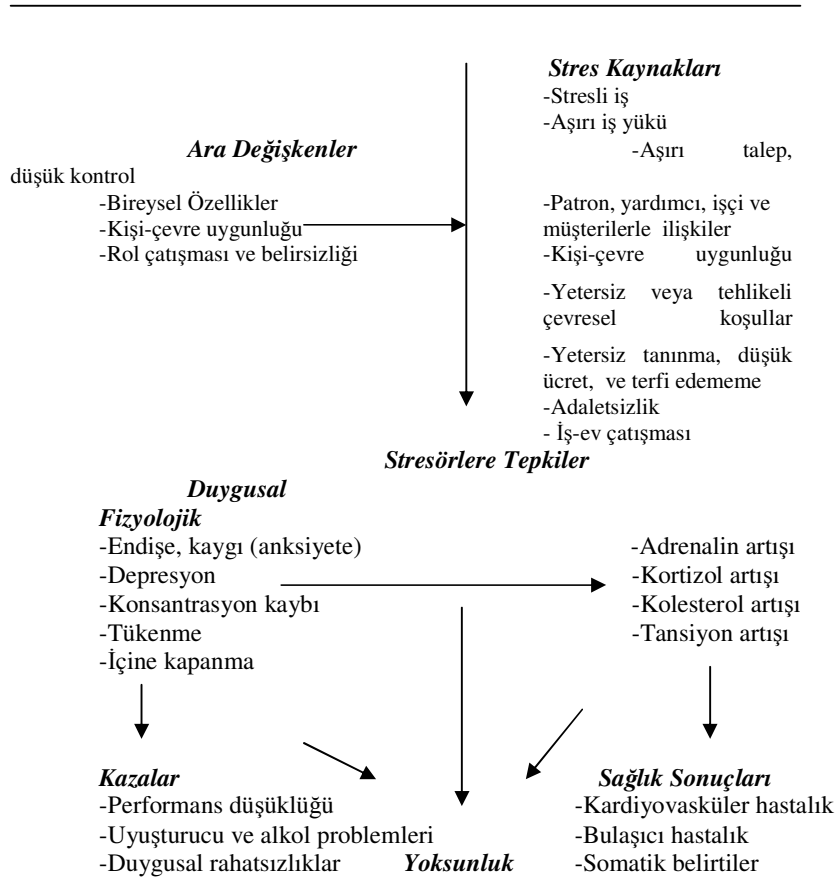 Stres Kaynakları
-Stresli iş
-Aşırı iş yükü
Ara Değişkenler
-Aşırı talep,
düşük kontrol
-Bireysel Özellikler
-Patron, yardımcı, işçi ve
-Kişi-çevre uygunluğu
müşterilerle ilişkiler
-Rol çatışması ve belirsizliği
-Kişi-çevre uygunluğu
-Yetersiz veya tehlikeli
çevresel koşullar
-Yetersiz tanınma, düşük
ücret, ve terfi edememe
-Adaletsizlik
- İş-ev çatışması
Stresörlere Tepkiler
Duygusal
Fizyolojik
-Endişe, kaygı (anksiyete)
-Adrenalin artışı
-Depresyon
-Kortizol artışı
-Konsantrasyon kaybı
-Kolesterol artışı
-Tükenme
-Tansiyon artışı
-İçine kapanma
Kazalar
Sağlık Sonuçları
-Performans düşüklüğü
-Kardiyovasküler hastalık
-Uyuşturucu ve alkol problemleri
-Bulaşıcı hastalık
-Duygusal rahatsızlıklar
Yoksunluk
-Somatik belirtiler